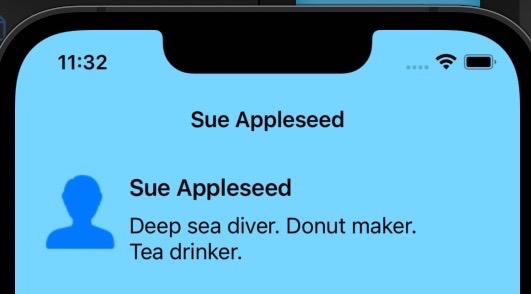 11:32
Sue Appleseed
Sue Appleseed
Deep sea diver. Donut maker.
Tea drinker.